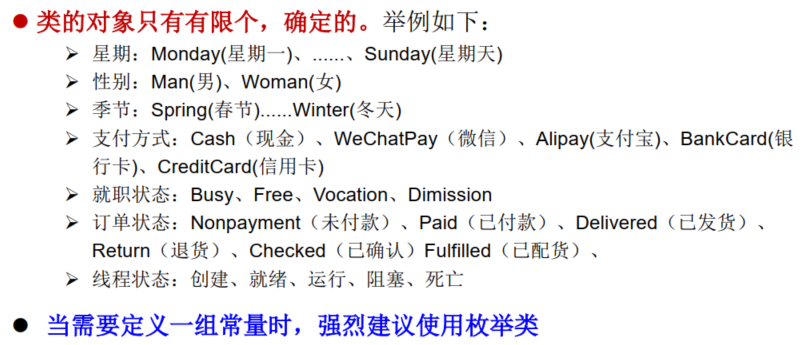 ● 类的对象只有有限个，确定的。举例如下：
➢ 星期：Monday(星期一)、......、Sunday(星期天)
➢ 性别：Man(男)、Woman(女)
➢ 季节：Spring(春节)......Winter(冬天)
➢ 支付方式：Cash（现金）、WeChatPay（微信）、Alipay(支付宝)、BankCard(银
行卡)、CreditCard(信用卡)
➢ 就职状态：Busy、Free、Vocation、Dimission
➢ 订单状态：Nonpayment（未付款）、Paid（已付款）、Delivered（已发货）、
Return（退货）、Checked（已确认）Fulfilled（已配货）、
➢ 线程状态：创建、就绪、运行、阻塞、死亡
● 当需要定义一组常量时，强烈建议使用枚举类